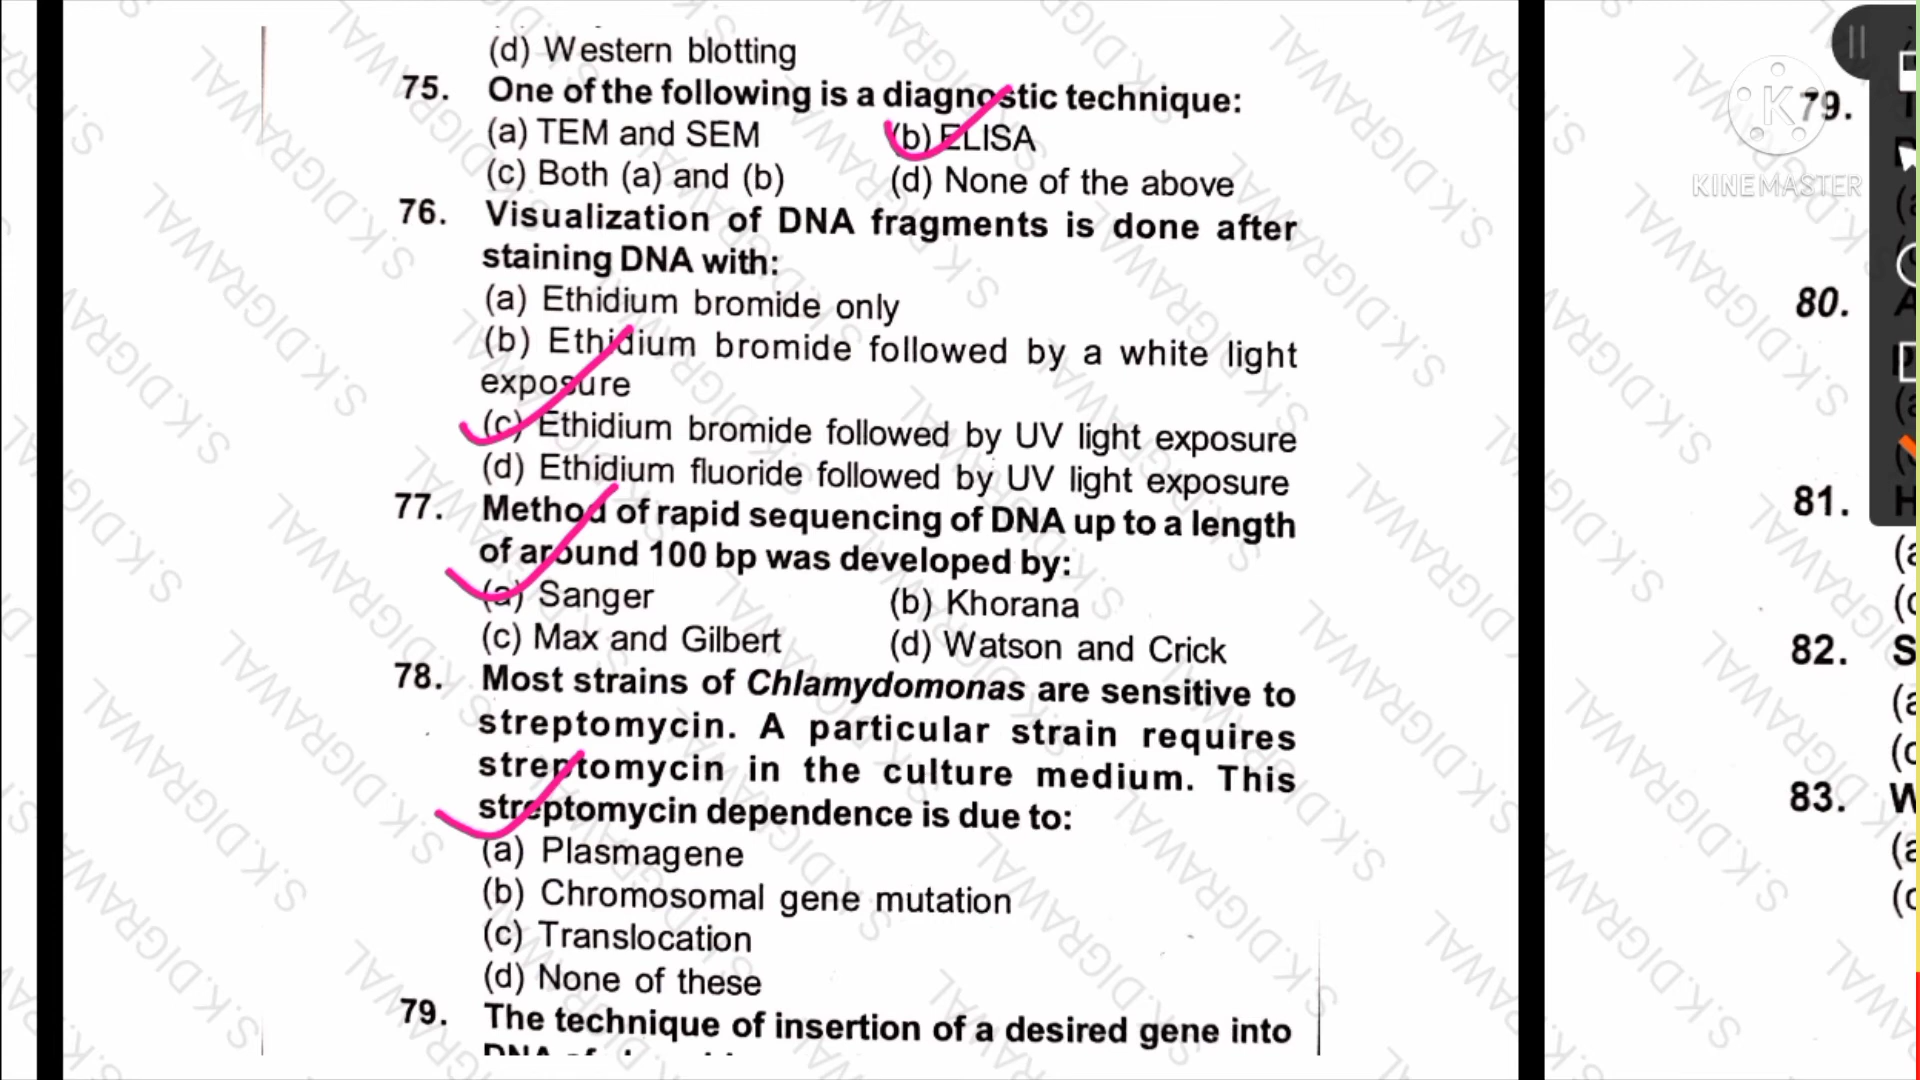 (d) Western blotting
75. One of the following is a diagnostic technique:
(a) TEM and SEM (b) ELISA
(c) Both (a) and (b) (d) None of the above
76. Visualization of DNA fragments is done after
staining DNA with:
(a) Ethidium bromide only
(b) Ethidium bromide followed by a white light
exposure
(c) Ethidium bromide followed by UV light exposure
(d) Ethidium fluoride followed by UV light exposure
77. Method of rapid sequencing of DNA up to a length
of around 100 bp was developed by:
(a) Sanger (b) Khorana
(c) Max and Gilbert (d) Watson and Crick
78. Most strains of Chlamydomonas are sensitive to
streptomycin. A particular strain requires
streptomycin in the culture medium. This
streptomycin dependence is due to:
(a) Plasmagene
(b) Chromosomal gene mutation
(c) Translocation
(d) None of these
79. The technique of insertion of a desired gene into
K
KINEMASTER
79.
80.
81.
82. S
83. W
S.K.DIGRAWAL